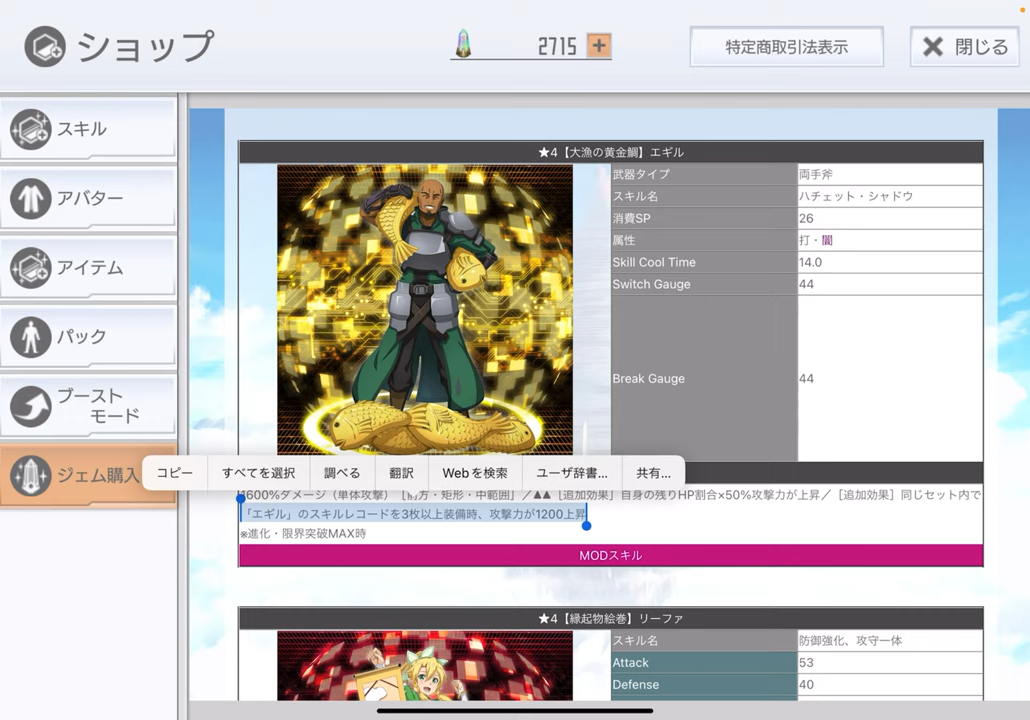 ショップ
2715
特定商取引法表示
閉じる
スキル
アバター
アイテム
パック
ブースト
モード
ジェム購入
★4【大漁の黄金鯛】エギル
武器タイプ 両手斧
スキル名 ハチェット・シャドウ
消費SP 26
属性 打・闇
Skill Cool Time 14.0
Switch Gauge 44
Break Gauge 44
コピー すべてを選択 調べる 翻訳 Webを検索 ユーザ辞書... 共有...
1600%ダメージ（単体攻撃）［前方・矩形・中範囲］／▲▲［追加効果］自身の残りHP割合×50%攻撃力が上昇／［追加効果］同じセット内で
「エギル」のスキルレコードを3枚以上装備時、攻撃力が1200上昇
※進化・限界突破MAX時
MODスキル
★4【縁起物絵巻】リーファ
スキル名 防御強化、攻守一体
Attack 53
Defense 40